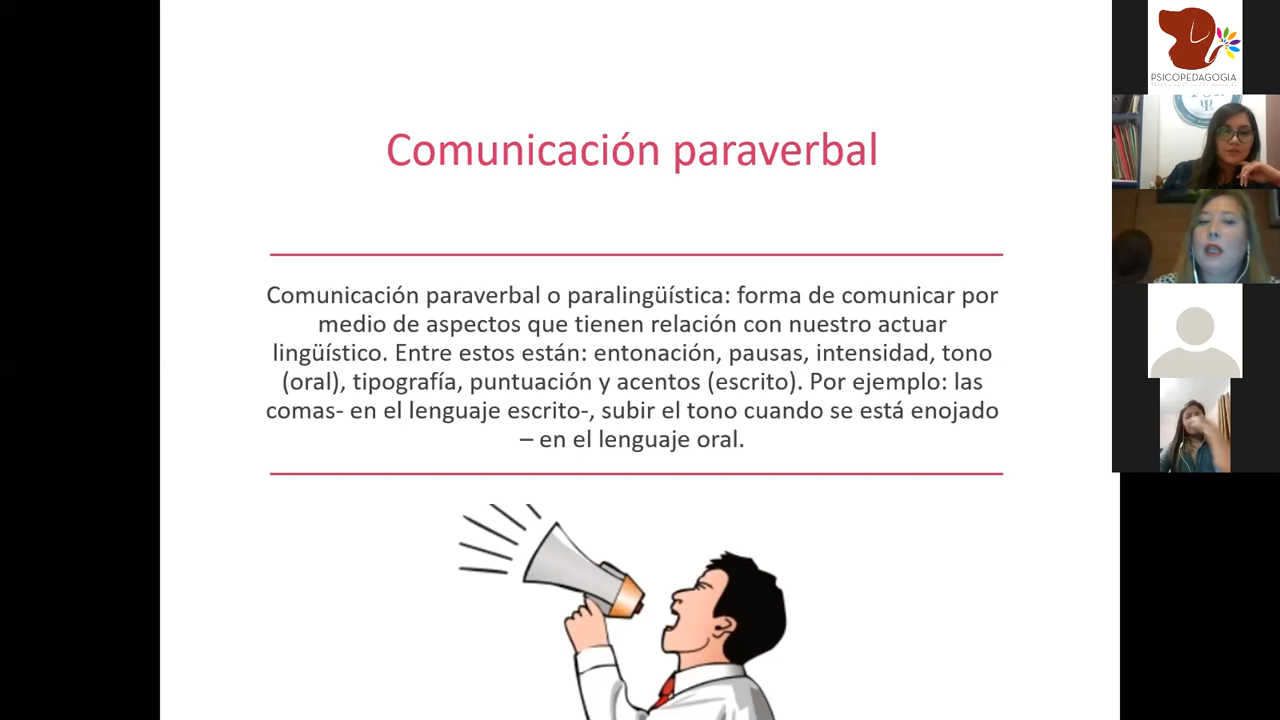 Comunicación paraverbal
Comunicación paraverbal o paralingüística: forma de comunicar por
medio de aspectos que tienen relación con nuestro actuar
lingüístico. Entre estos están: entonación, pausas, intensidad, tono
(oral), tipografía, puntuación y acentos (escrito). Por ejemplo: las
comas- en el lenguaje escrito-, subir el tono cuando se está enojado
– en el lenguaje oral.
PSICOPEDAGOGIA